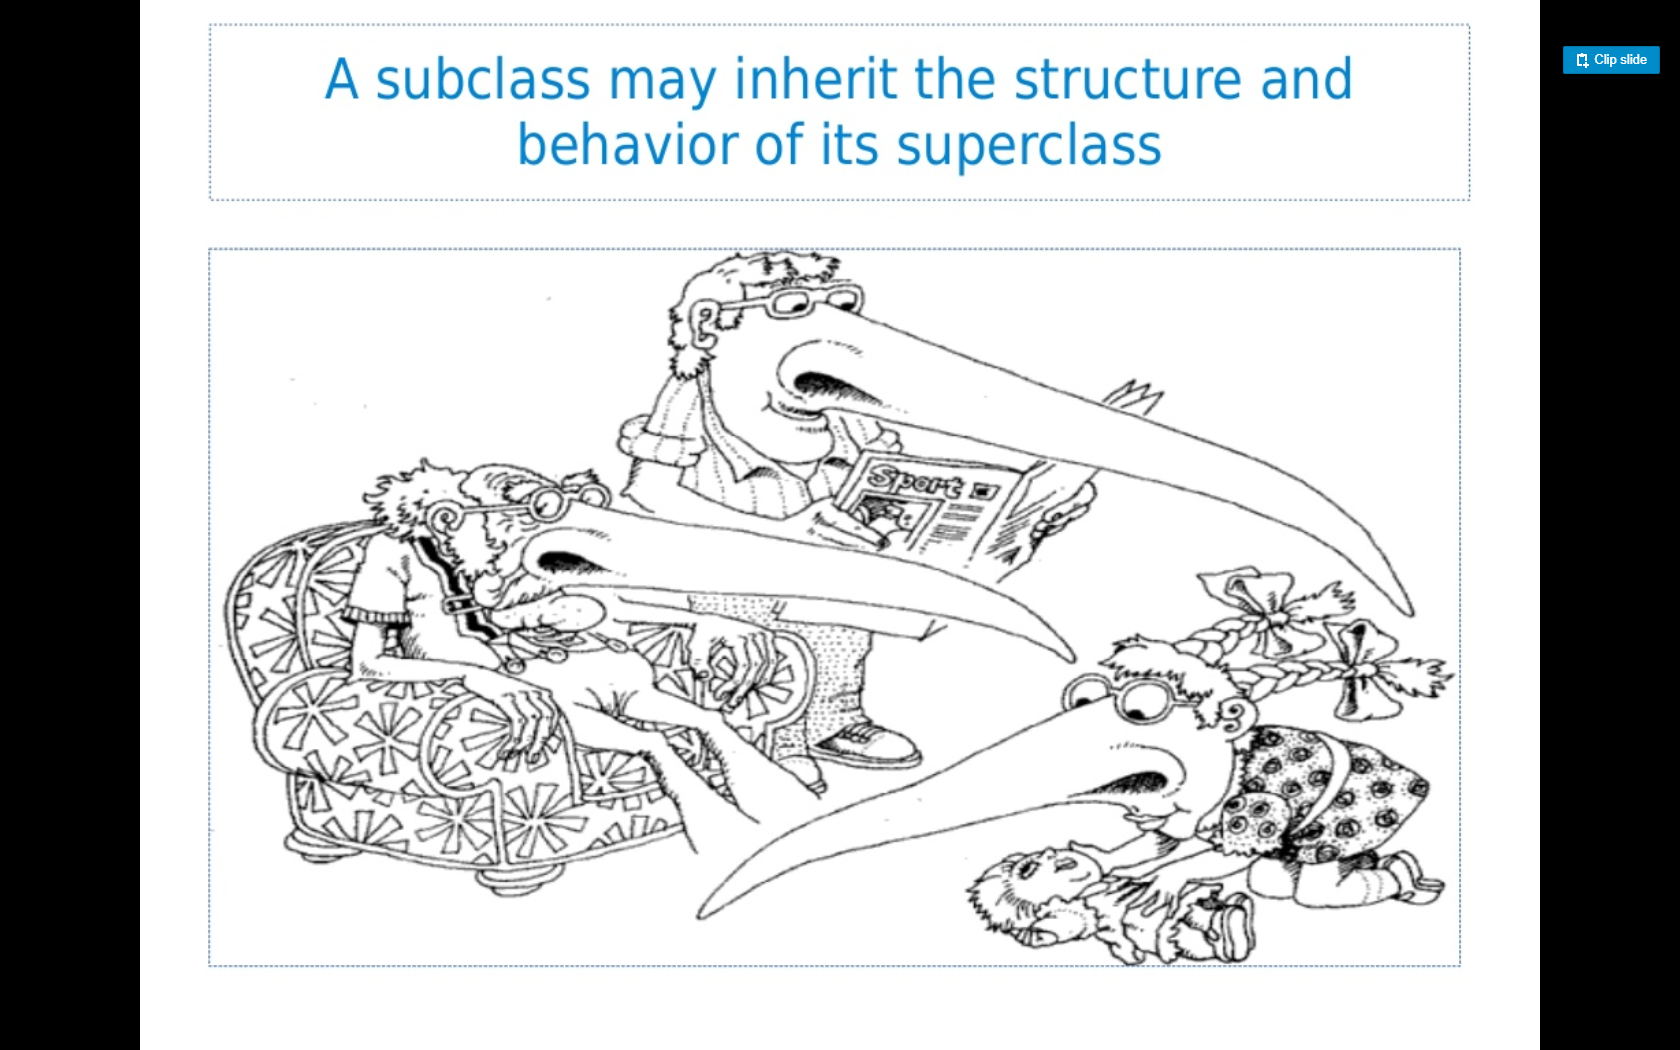 A subclass may inherit the structure and
behavior of its superclass
Clip slide
Sport